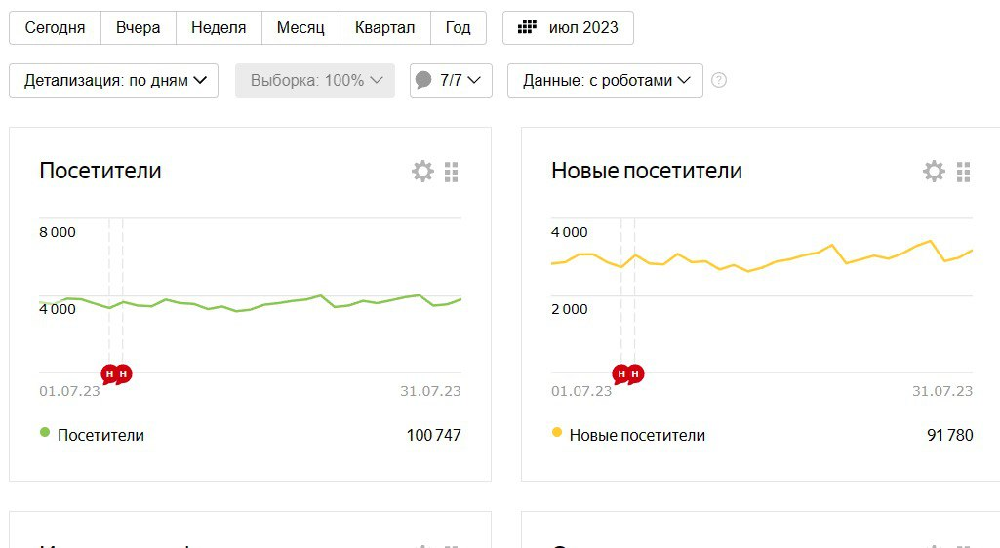 Сегодня Вчера Неделя Месяц Квартал Год июл 2023
Детализация: по дням Выборка: 100% 7/7 Данные: с роботами ?
Посетители
8 000
4 000
Н Н
01.07.23 31.07.23
Посетители 100 747
Новые посетители
4 000
2 000
Н Н
01.07.23 31.07.23
Новые посетители 91 780